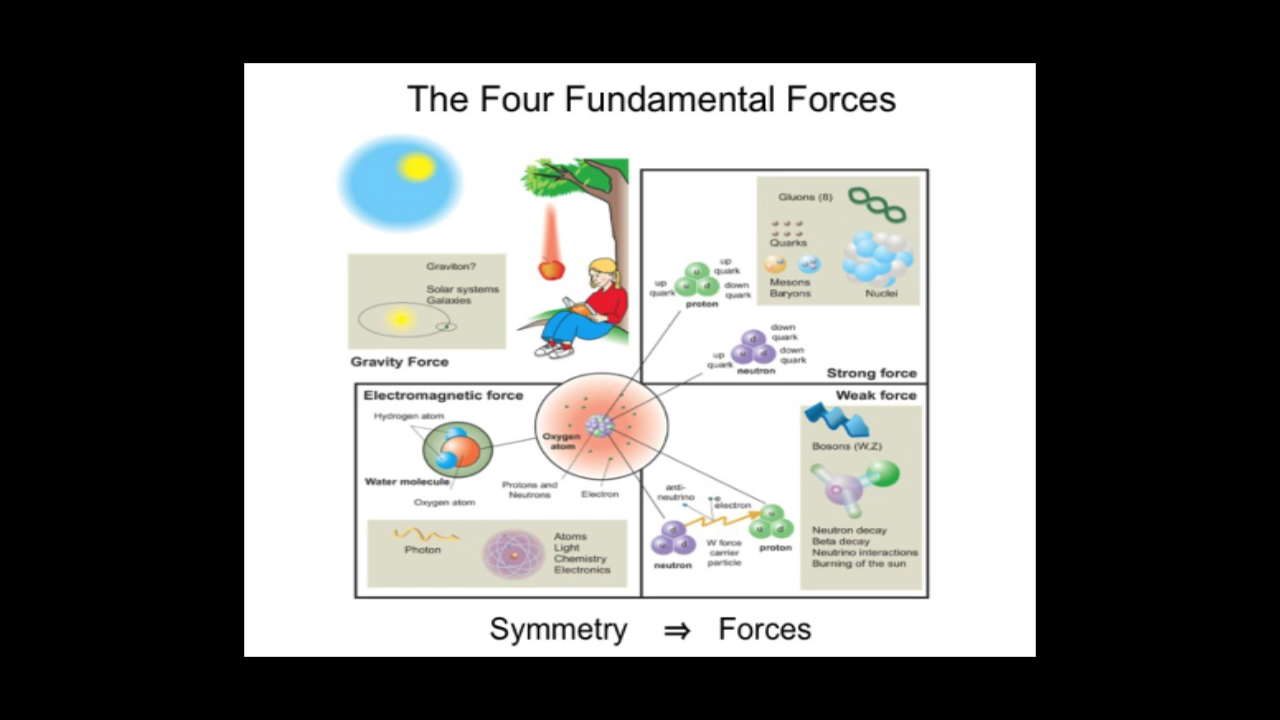 The Four Fundamental Forces
Graviton?
Solar systems
Galaxies
Gravity Force
Gluons (8)
Quarks
Mesons
Baryons
Nuclei
up
quark
up
quark
down
quark
u
u
d
proton
down
quark
up
quark
down
quark
d
u
d
neutron
Strong force
Electromagnetic force
Hydrogen atom
Water molecule
Oxygen atom
Oxygen
atom
Protons and
Neutrons
Electron
Photon
Atoms
Light
Chemistry
Electronics
Weak force
Bosons (W,Z)
anti-
neutrino
e
electron
d
u
d
neutron
W force
carrier
particle
u
u
d
proton
Neutron decay
Beta decay
Neutrino interactions
Burning of the sun
Symmetry ⇒ Forces